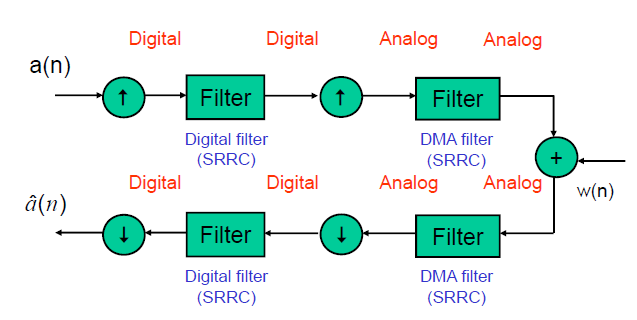 Digital Digital Analog Analog
a(n)
↑ Filter ↑ Filter
Digital filter DMA filter
(SRRC) (SRRC)
+
Digital Digital Analog Analog
w(n)
â(n)
↓ Filter ↓ Filter
Digital filter DMA filter
(SRRC) (SRRC)